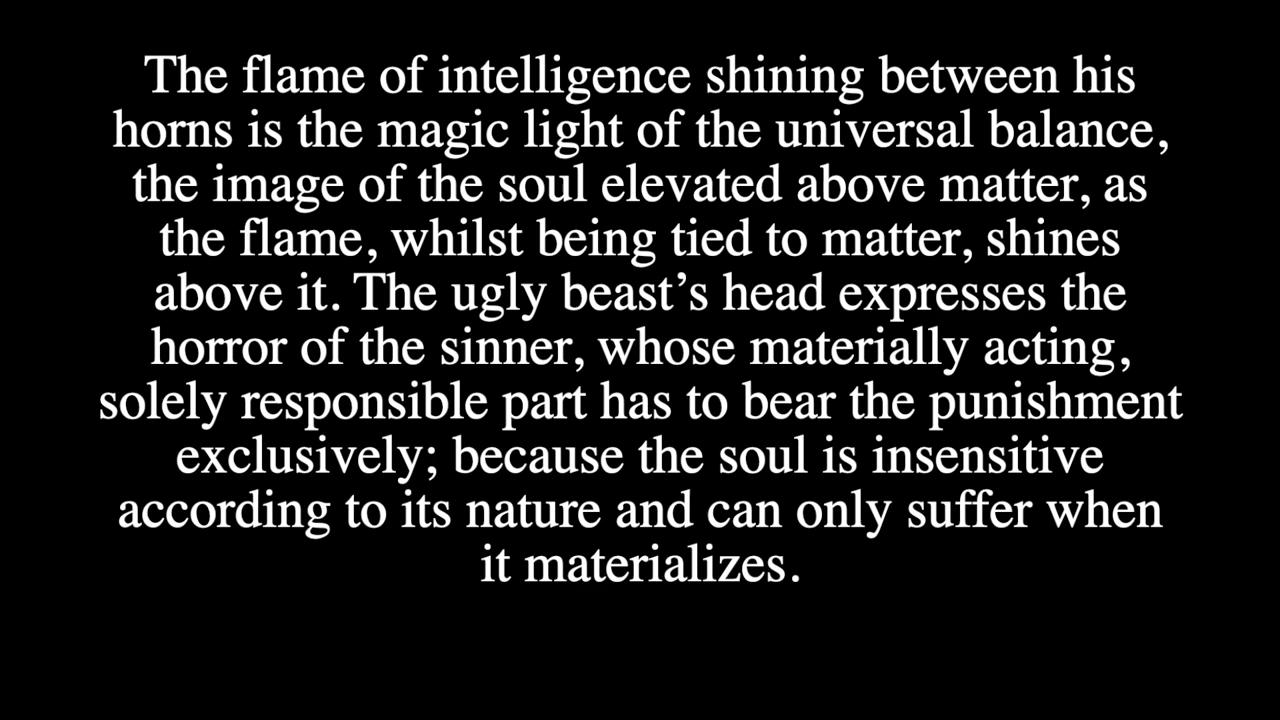 The flame of intelligence shining between his
horns is the magic light of the universal balance,
the image of the soul elevated above matter, as
the flame, whilst being tied to matter, shines
above it. The ugly beast’s head expresses the
horror of the sinner, whose materially acting,
solely responsible part has to bear the punishment
exclusively; because the soul is insensitive
according to its nature and can only suffer when
it materializes.